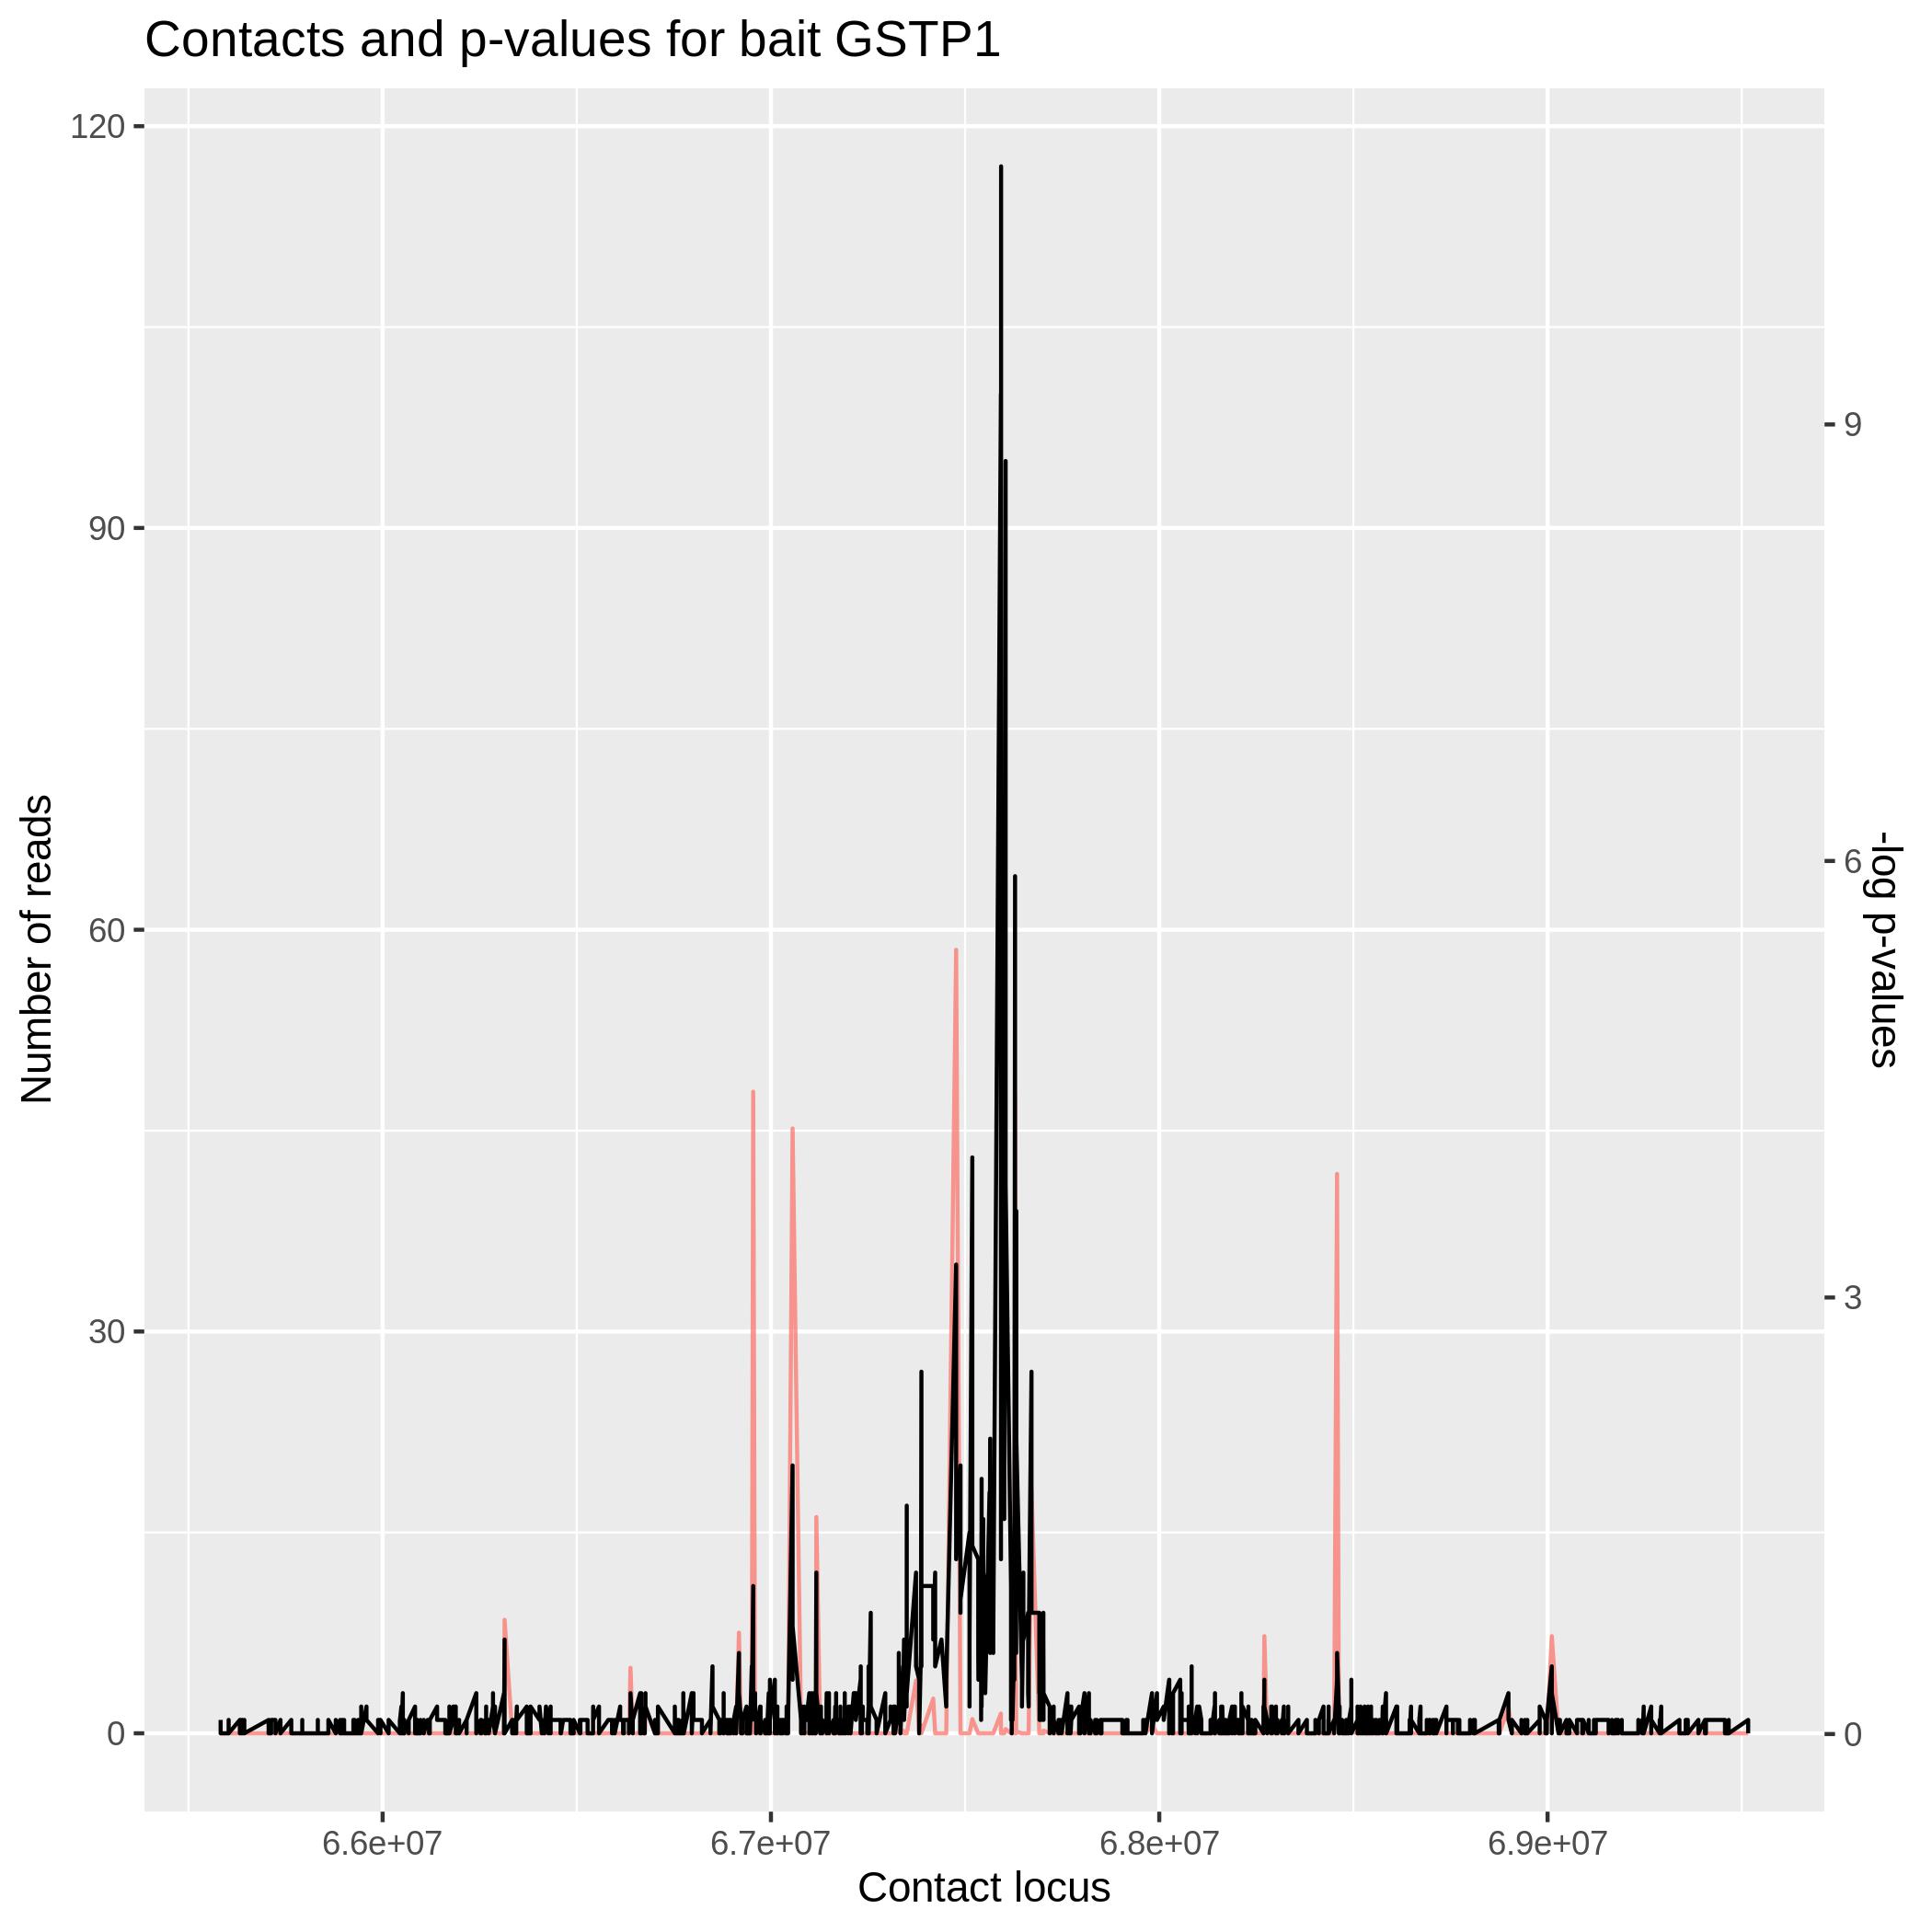 Contacts and p-values for bait GSTP1
120
90
60
30
0
Number of reads
9
6
3
0
-log p-values
6.6e+07 6.7e+07 6.8e+07 6.9e+07
Contact locus